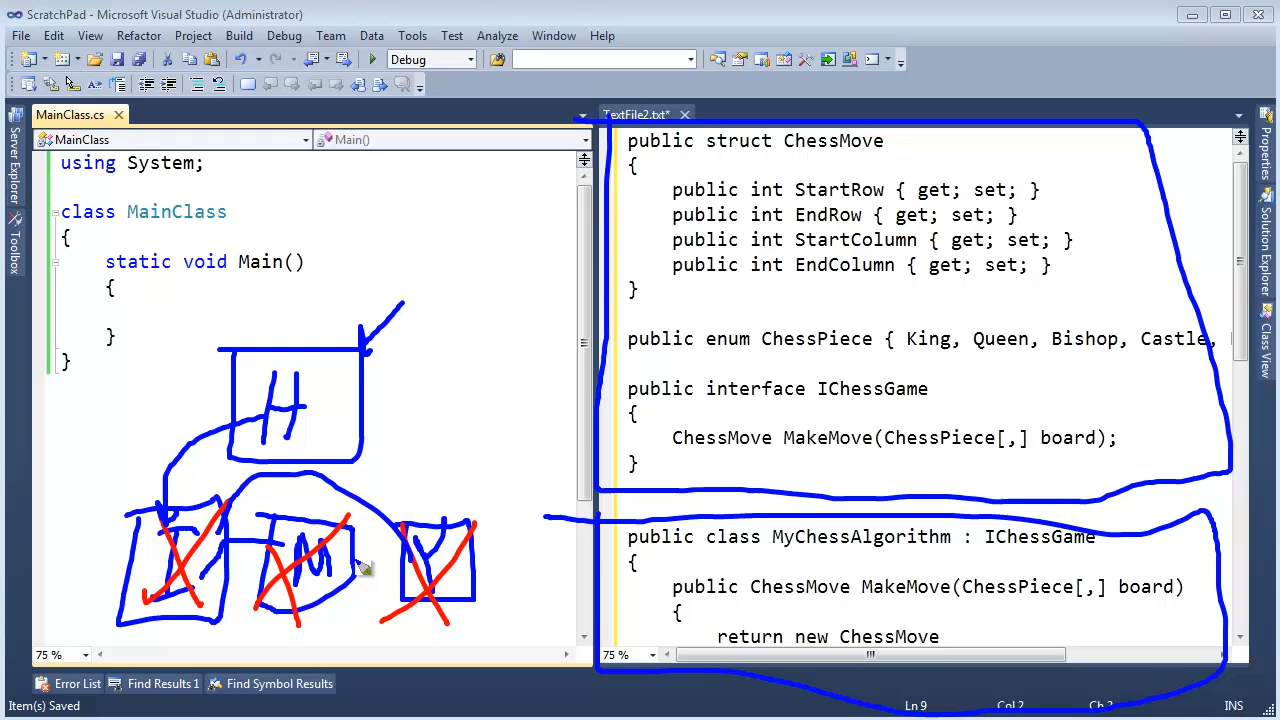 ScratchPad - Microsoft Visual Studio (Administrator)
File Edit View Refactor Project Build Debug Team Data Tools Test Analyze Window Help
Debug
MainClass.cs
TextFile2.txt*
MainClass
Main()
Server Explorer
Toolbox
using System;
class MainClass
{
static void Main()
{
}
}
H
I
M
Y
public struct ChessMove
{
public int StartRow { get; set; }
public int EndRow { get; set; }
public int StartColumn { get; set; }
public int EndColumn { get; set; }
}
public enum ChessPiece { King, Queen, Bishop, Castle,
public interface IChessGame
{
ChessMove MakeMove(ChessPiece[,] board);
}
public class MyChessAlgorithm : IChessGame
{
public ChessMove MakeMove(ChessPiece[,] board)
{
return new ChessMove
Properties
Solution Explorer
Class View
75 %
75 %
Error List Find Results 1 Find Symbol Results
Item(s) Saved Ln 9 Col 2 Ch 2 INS